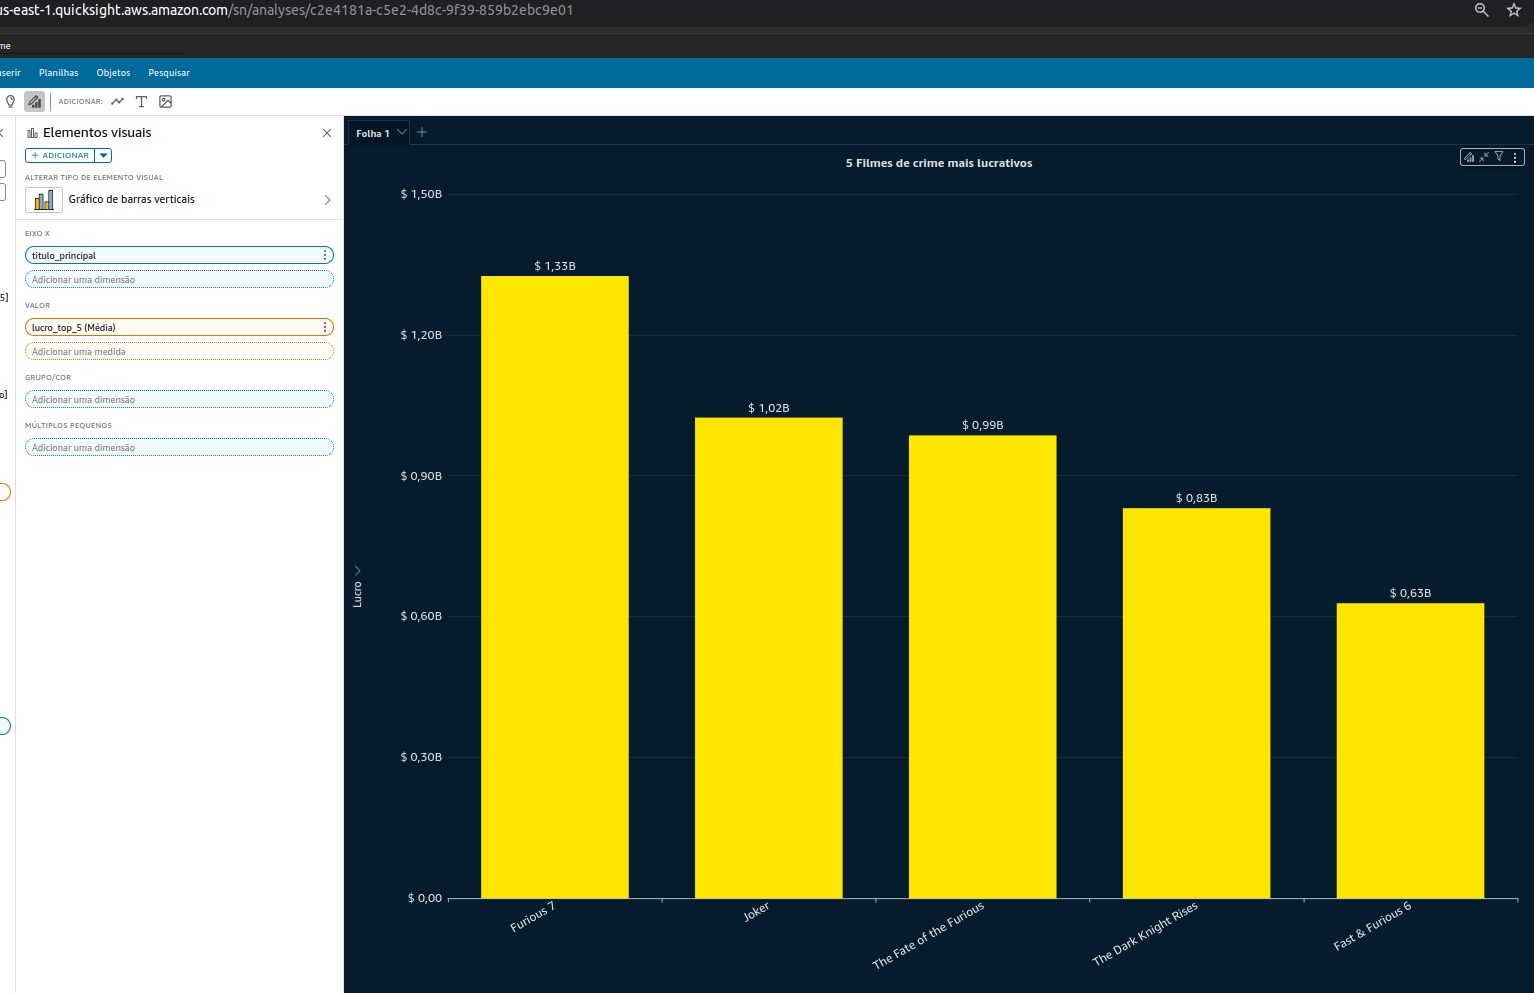 us-east-1.quicksight.aws.amazon.com/sn/analyses/c2e4181a-c5e2-4d8c-9f39-859b2ebc9e01
me
nserir Planilhas Objetos Pesquisar
ADICIONAR: T
Elementos visuais
+ ADICIONAR
ALTERAR TIPO DE ELEMENTO VISUAL
Gráfico de barras verticais
EIXO X
titulo_principal
Adicionar uma dimensão
5]
VALOR
lucro_top_5 (Média)
Adicionar uma medida
GRUPO/COR
o]
Adicionar uma dimensão
MÚLTIPLOS PEQUENOS
Adicionar uma dimensão
Folha 1
5 Filmes de crime mais lucrativos
Lucro
$ 1,50B
$ 1,20B
$ 0,90B
$ 0,60B
$ 0,30B
$ 0,00
$ 1,33B
$ 1,02B
$ 0,99B
$ 0,83B
$ 0,63B
Furious 7
Joker
The Fate of the Furious
The Dark Knight Rises
Fast & Furious 6